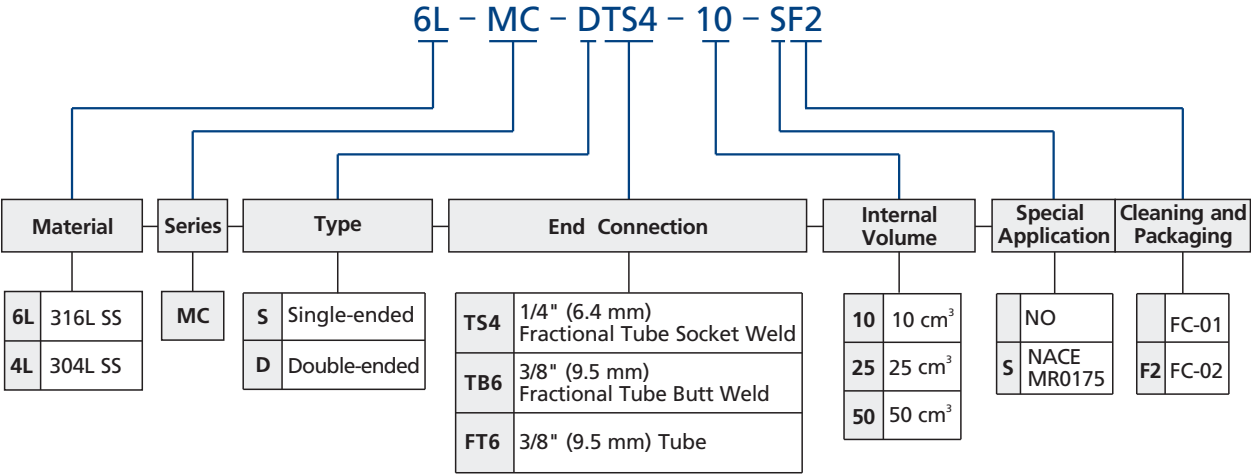 6L – MC – DTS4 – 10 – SF2
Material
Series
Type
End Connection
Internal
Volume
Special
Application
Cleaning and
Packaging
6L 316L SS
4L 304L SS
MC
S Single-ended
D Double-ended
TS4 1/4" (6.4 mm)
Fractional Tube Socket Weld
TB6 3/8" (9.5 mm)
Fractional Tube Butt Weld
FT6 3/8" (9.5 mm) Tube
10 10 cm³
25 25 cm³
50 50 cm³
NO
S NACE
MR0175
FC-01
F2 FC-02